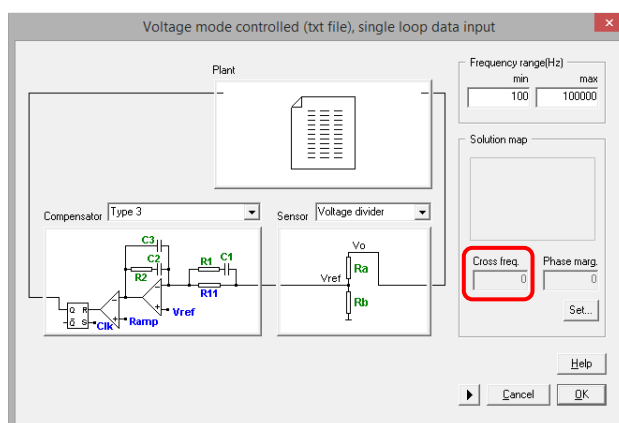 Voltage mode controlled (txt file), single loop data input
x
Plant
Frequency range(Hz)
min max
100 100000
Solution map
Compensator Type 3
Sensor Voltage divider
C3
C2
R2
R1 C1
R11
Vref
Ramp
Clk
Q R
Q S
Vo
Ra
Vref
Rb
Cross freq. Phase marg.
0 0
Set...
Help
Cancel OK